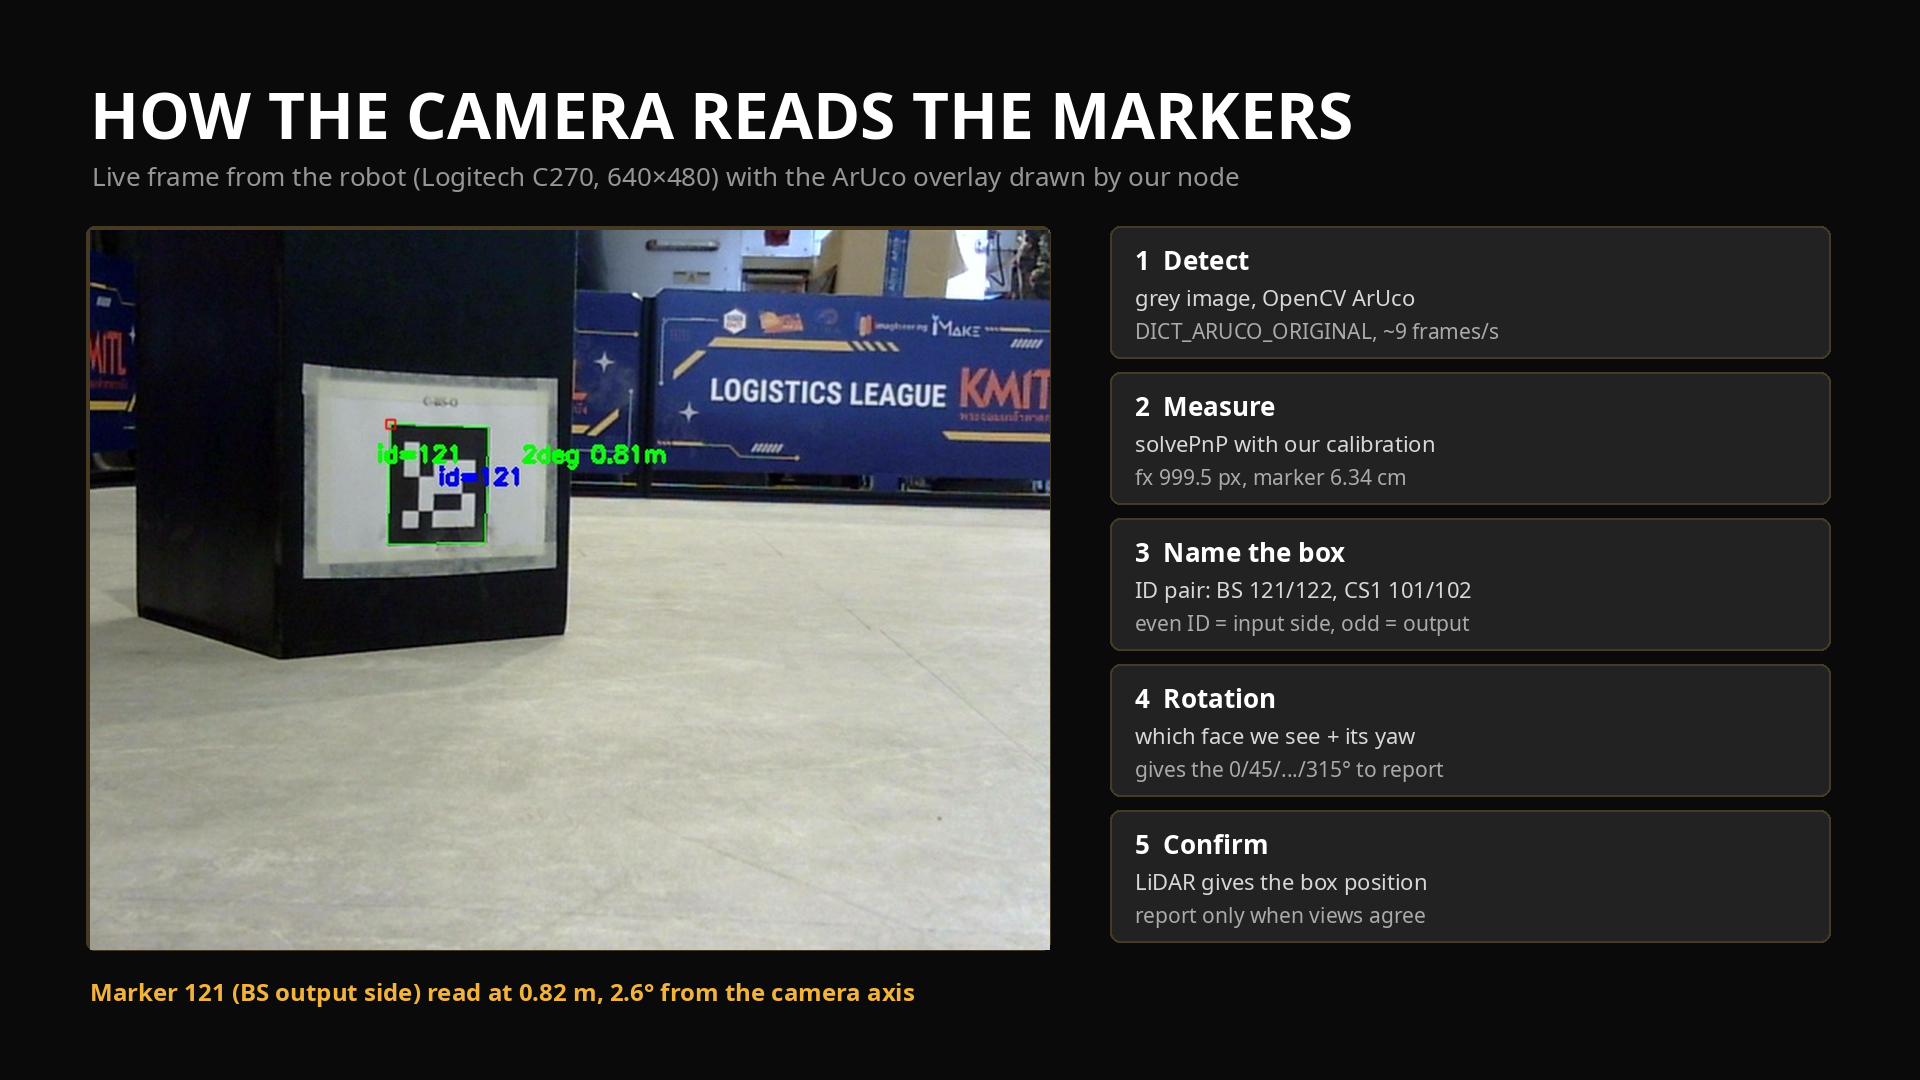 HOW THE CAMERA READS THE MARKERS
Live frame from the robot (Logitech C270, 640×480) with the ArUco overlay drawn by our node
C-BS-O
id=121
id=121
2deg 0.81m
MITL
iMAKE
LOGISTICS LEAGUE
KMIT
1 Detect
grey image, OpenCV ArUco
DICT_ARUCO_ORIGINAL, ~9 frames/s
2 Measure
solvePnP with our calibration
fx 999.5 px, marker 6.34 cm
3 Name the box
ID pair: BS 121/122, CS1 101/102
even ID = input side, odd = output
4 Rotation
which face we see + its yaw
gives the 0/45/.../315° to report
5 Confirm
LiDAR gives the box position
report only when views agree
Marker 121 (BS output side) read at 0.82 m, 2.6° from the camera axis